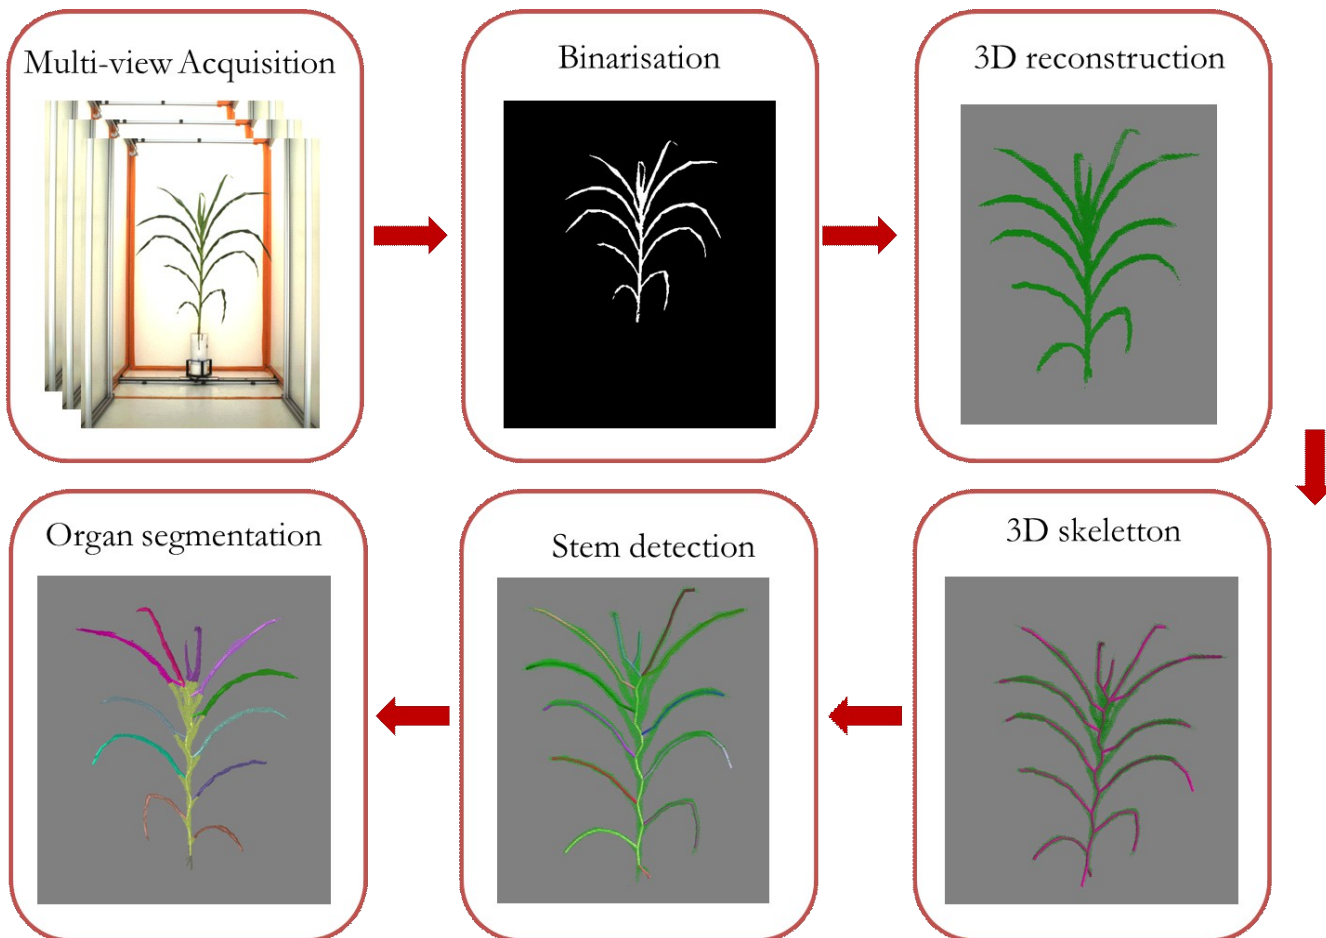 Multi-view Acquisition
Binarisation
3D reconstruction
3D skeletton
Stem detection
Organ segmentation